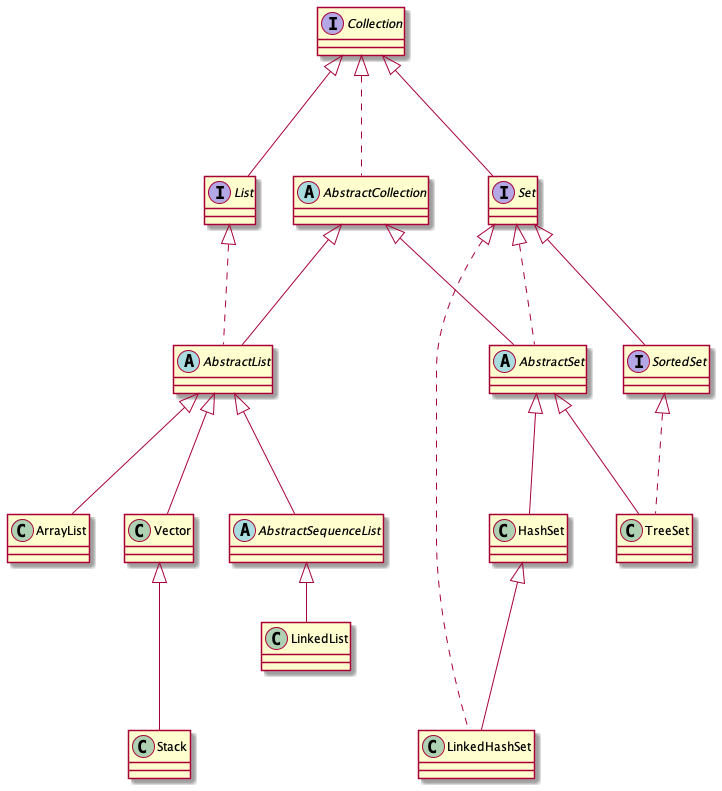 I Collection
I List
A AbstractCollection
I Set
A AbstractList
A AbstractSet
I SortedSet
C ArrayList
C Vector
A AbstractSequenceList
C HashSet
C TreeSet
C LinkedList
C Stack
C LinkedHashSet